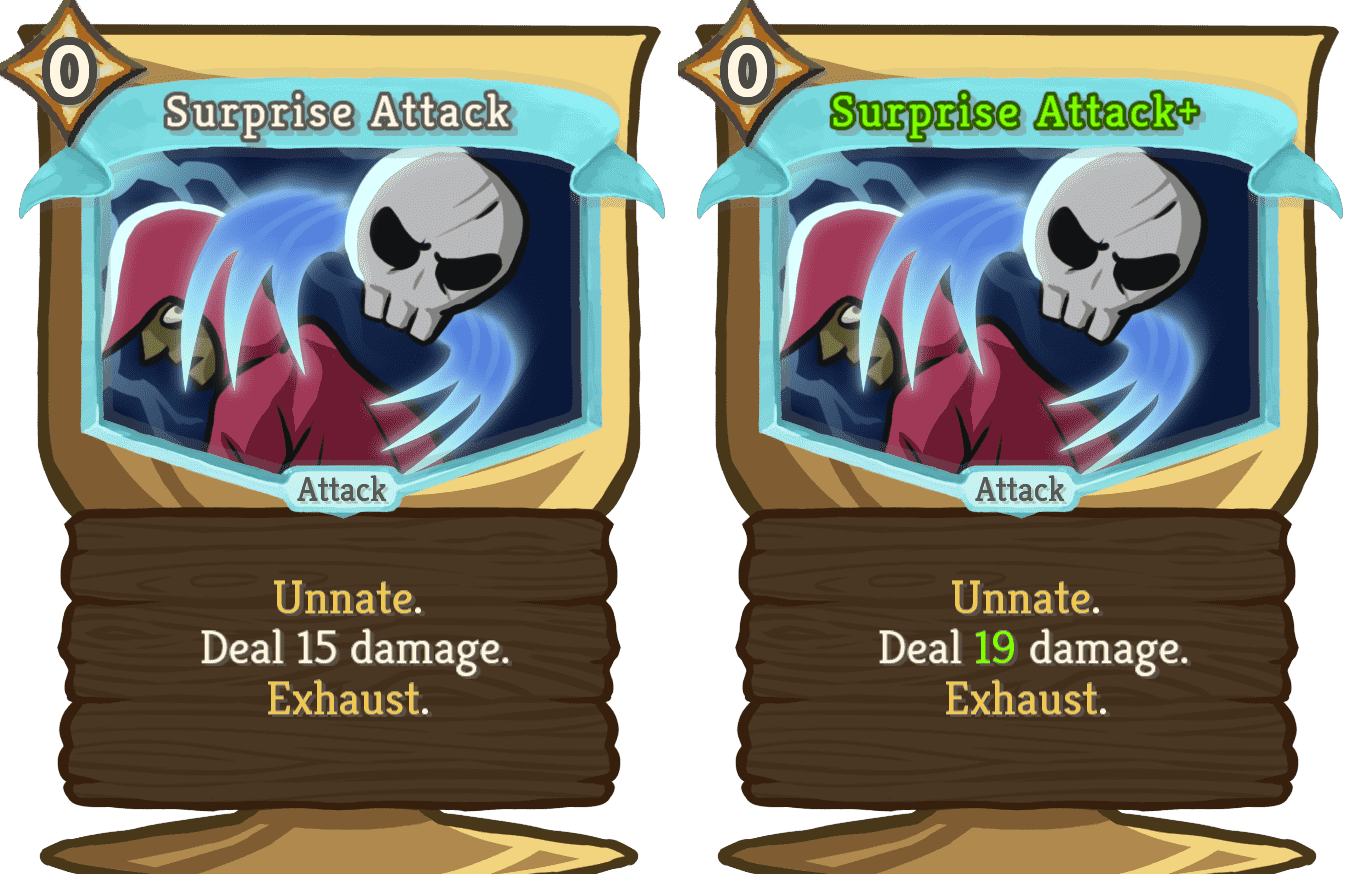 0
Surprise Attack
Attack
Unnate.
Deal 15 damage.
Exhaust.
0
Surprise Attack+
Attack
Unnate.
Deal 19 damage.
Exhaust.